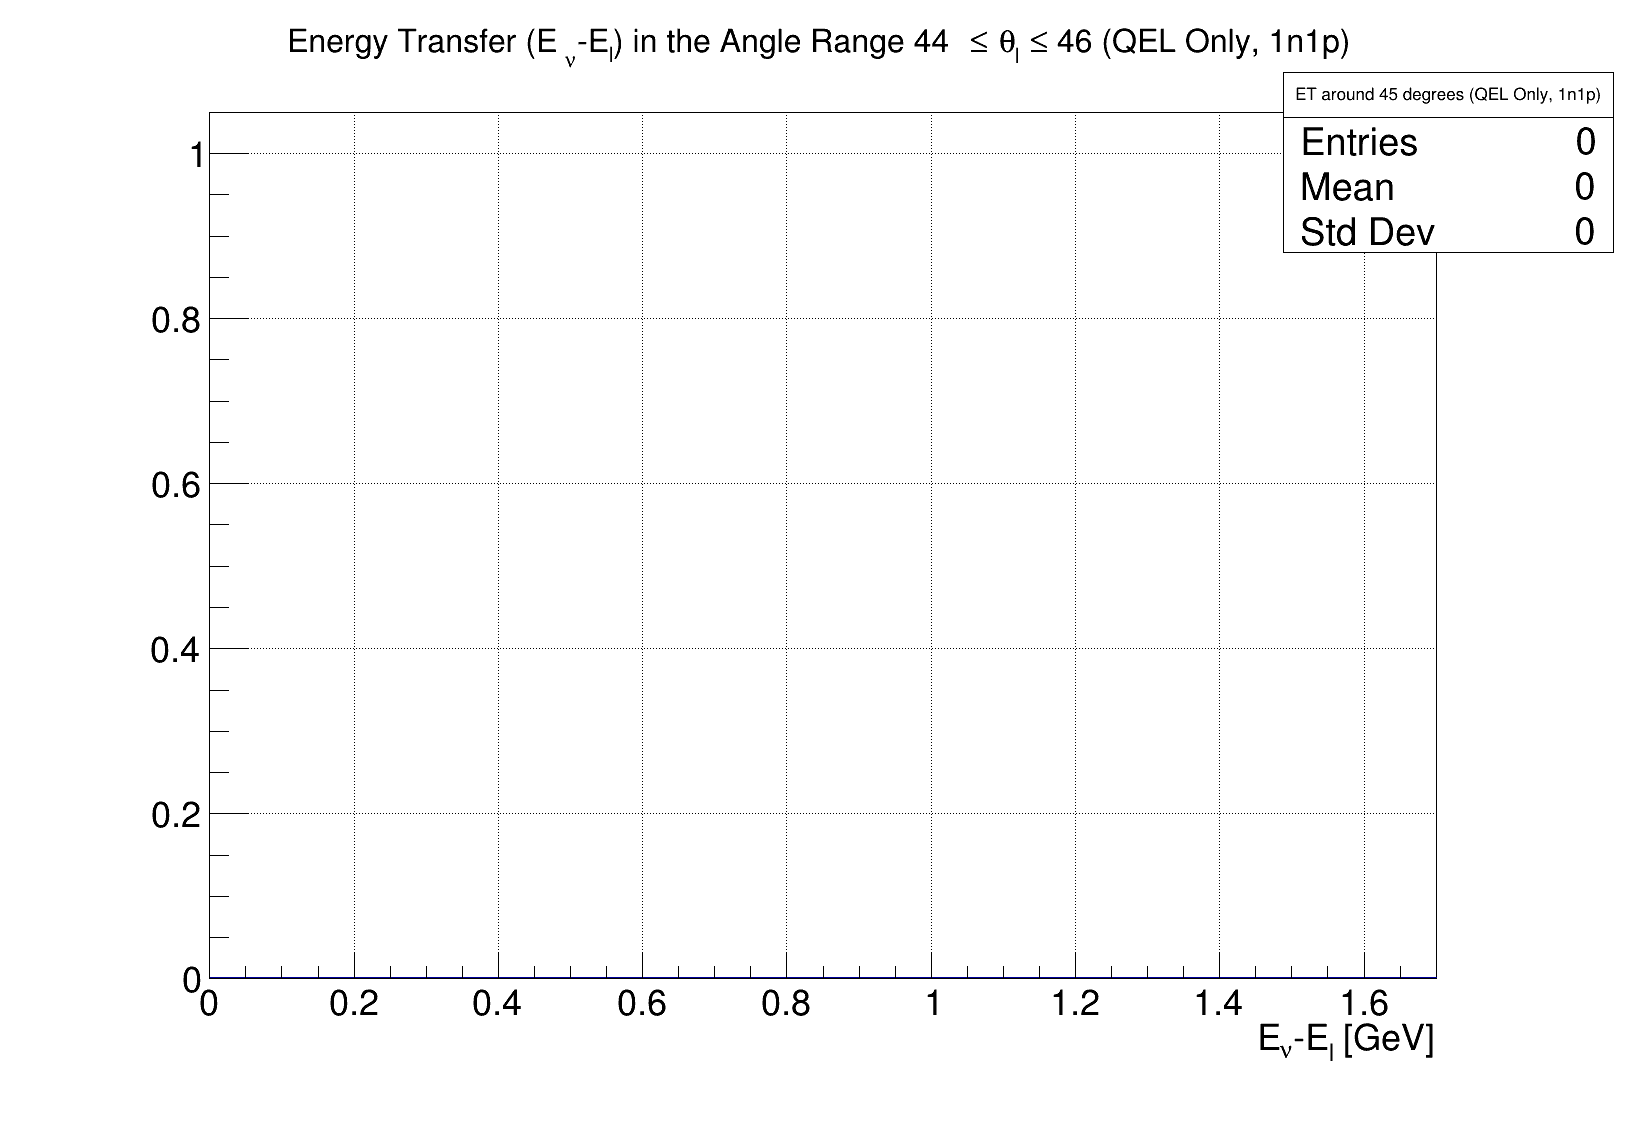 Energy Transfer (E ν-El) in the Angle Range 44 ≤ θl ≤ 46 (QEL Only, 1n1p)
ET around 45 degrees (QEL Only, 1n1p)
Entries 0
Mean 0
Std Dev 0
1
0.8
0.6
0.4
0.2
0
0 0.2 0.4 0.6 0.8 1 1.2 1.4 1.6
Eν-El [GeV]